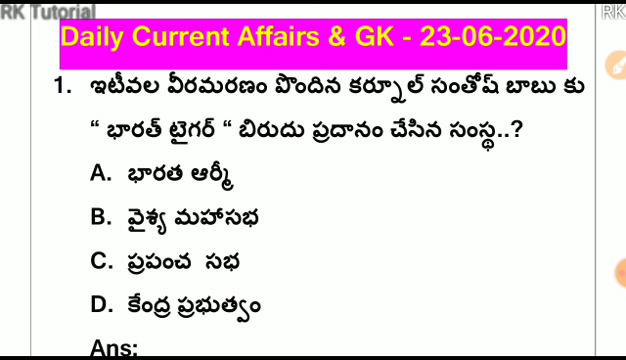 RK Tutorial
RK
Daily Current Affairs & GK - 23-06-2020
1. ఇటీవల వీరమరణం పొందిన కర్నూల్ సంతోష్ బాబు కు
“ భారత్ టైగర్ “ బిరుదు ప్రదానం చేసిన సంస్థ..?
A. భారత ఆర్మీ
B. వైశ్య మహాసభ
C. ప్రపంచ సభ
D. కేంద్ర ప్రభుత్వం
Ans: